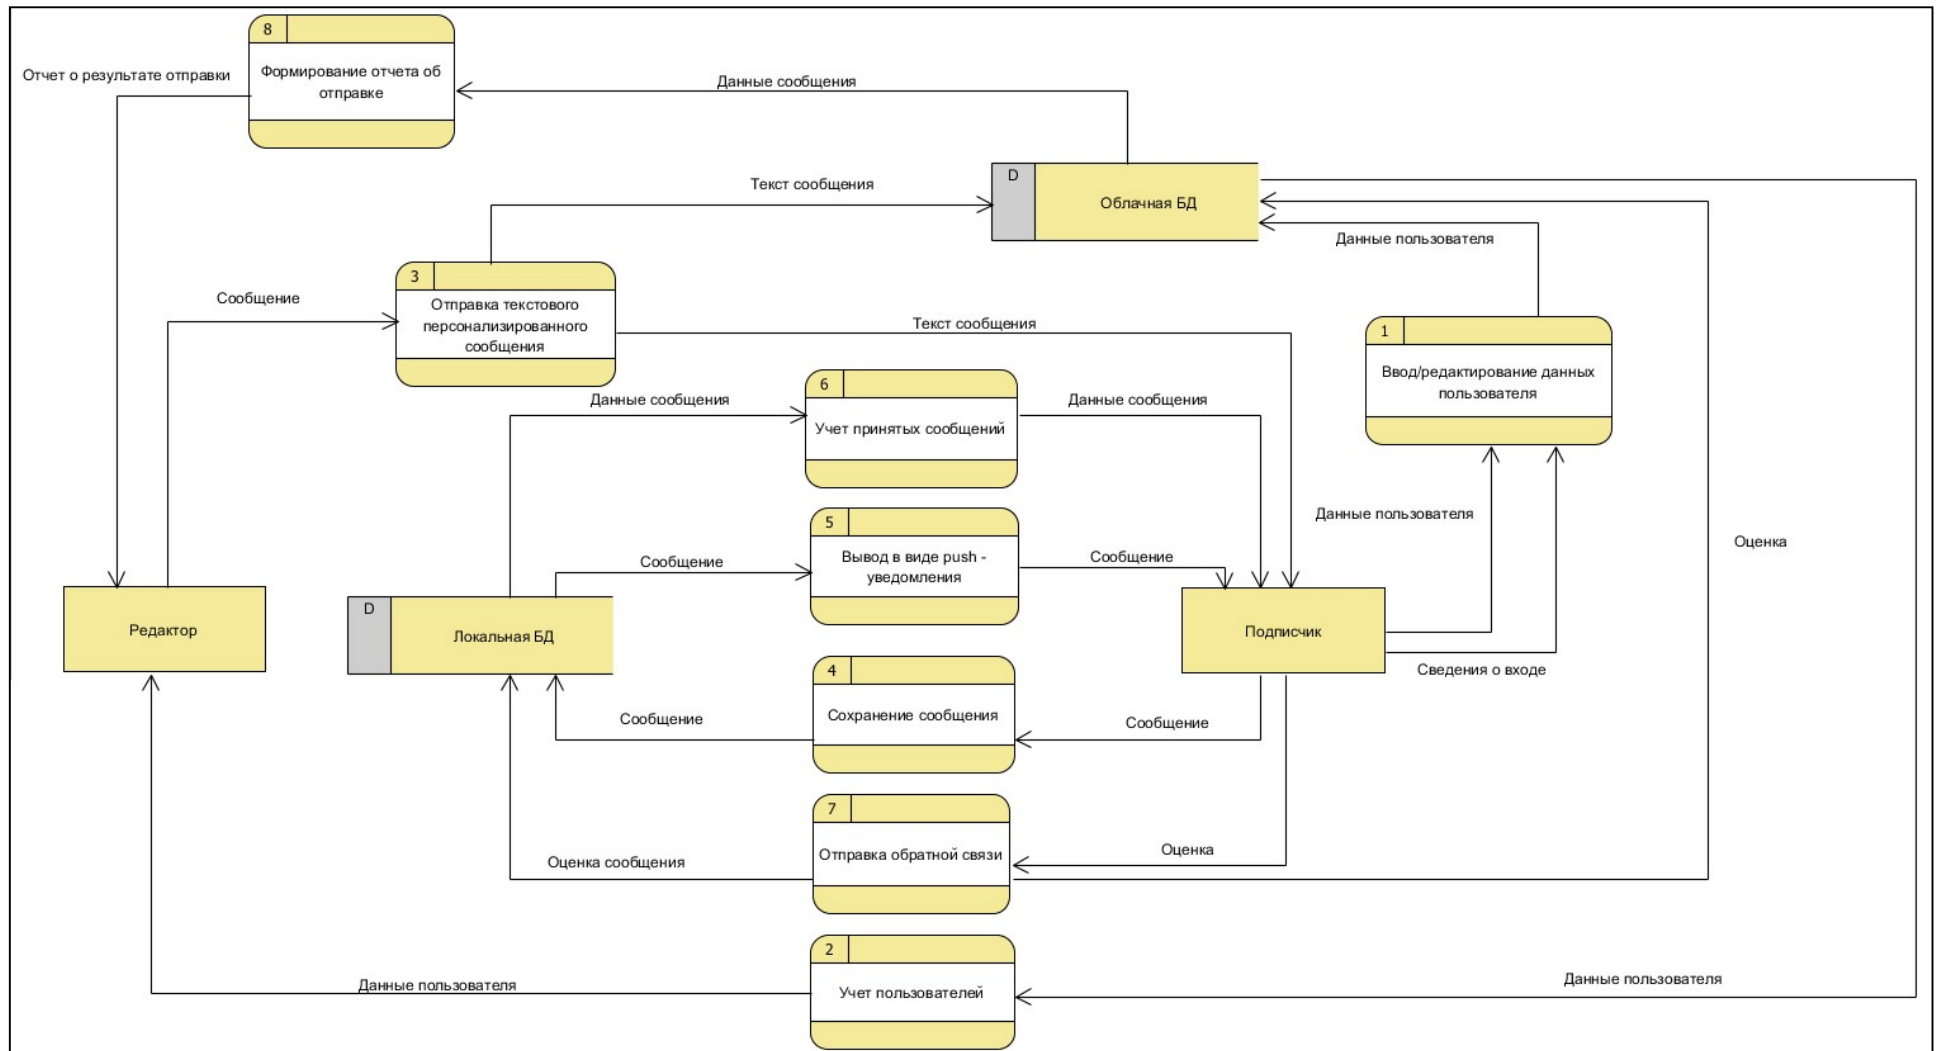 8
Формирование отчета об
отправке
Отчет о результате отправки
Данные сообщения
D
Облачная БД
Текст сообщения
Данные пользователя
3
Отправка текстового
персонализированного
сообщения
Сообщение
Текст сообщения
1
Ввод/редактирование данных
пользователя
6
Учет принятых сообщений
Данные сообщения
Данные сообщения
Данные пользователя
5
Вывод в виде push -
уведомления
Сообщение
Сообщение
Оценка
Редактор
D
Локальная БД
Подписчик
Сведения о входе
4
Сохранение сообщения
Сообщение
Сообщение
7
Отправка обратной связи
Оценка сообщения
Оценка
2
Учет пользователей
Данные пользователя
Данные пользователя